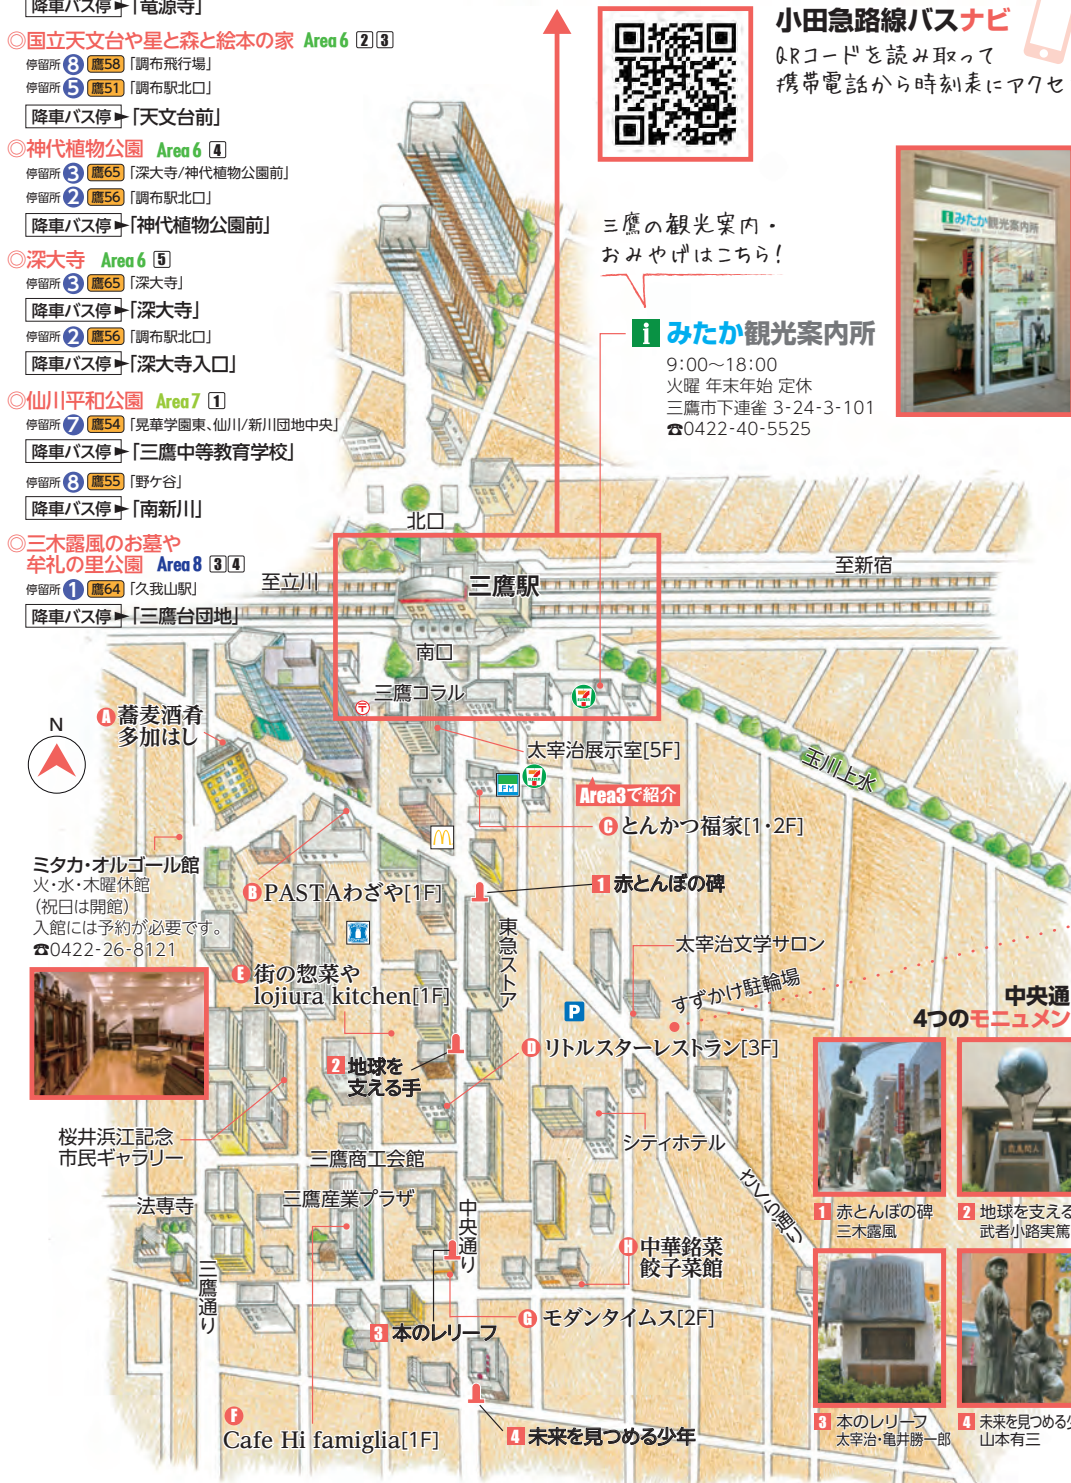 降車バス停►「竜源寺」
◎国立天文台や星と森と絵本の家 Area 6 2 3
停留所 8 鷹58 「調布飛行場」
停留所 5 鷹51 「調布駅北口」
降車バス停►「天文台前」
◎神代植物公園 Area 6 4
停留所 3 鷹65 「深大寺/神代植物公園前」
停留所 2 鷹56 「調布駅北口」
降車バス停►「神代植物公園前」
◎深大寺 Area 6 5
停留所 3 鷹65 「深大寺」
降車バス停►「深大寺」
停留所 2 鷹56 「調布駅北口」
降車バス停►「深大寺入口」
◎仙川平和公園 Area 7 1
停留所 7 鷹54 「晃華学園東、仙川/新川団地中央」
降車バス停►「三鷹中等教育学校」
停留所 8 鷹55 「野ケ谷」
降車バス停►「南新川」
◎三木露風のお墓や
牟礼の里公園 Area 8 3 4
停留所 1 鷹64 「久我山駅」
降車バス停►「三鷹台団地」
小田急路線バスナビ
QRコードを読み取って
携帯電話から時刻表にアクセ
三鷹の観光案内・
おみやげはこちら!
i みたか観光案内所
9:00〜18:00
火曜 年末年始 定休
三鷹市下連雀 3-24-3-101
☎0422-40-5525
i みたか観光案内所
北口
至立川
三鷹駅
至新宿
南口
三鷹コラル
〒
太宰治展示室[5F]
玉川上水
N
A 蕎麦酒肴
多加はし
FM
Area3で紹介
C とんかつ福家[1・2F]
ミタカ・オルゴール館
火・水・木曜休館
(祝日は開館)
入館には予約が必要です。
☎0422-26-8121
B PASTAわざや[1F]
1 赤とんぼの碑
東急ストア
太宰治文学サロン
すずかけ駐輪場
P
E 街の惣菜や
lojiura kitchen[1F]
D リトルスターレストラン[3F]
2 地球を
支える手
桜井浜江記念
市民ギャラリー
三鷹商工会館
シティホテル
さくら通り
法専寺
三鷹産業プラザ
中央通り
三鷹通り
H 中華銘菜
餃子菜館
G モダンタイムス[2F]
3 本のレリーフ
F
Cafe Hi famiglia[1F]
4 未来を見つめる少年
中央通
4つのモニュメン
1 赤とんぼの碑
三木露風
2 地球を支える
武者小路実篤
3 本のレリーフ
太宰治・亀井勝一郎
4 未来を見つめる少
山本有三